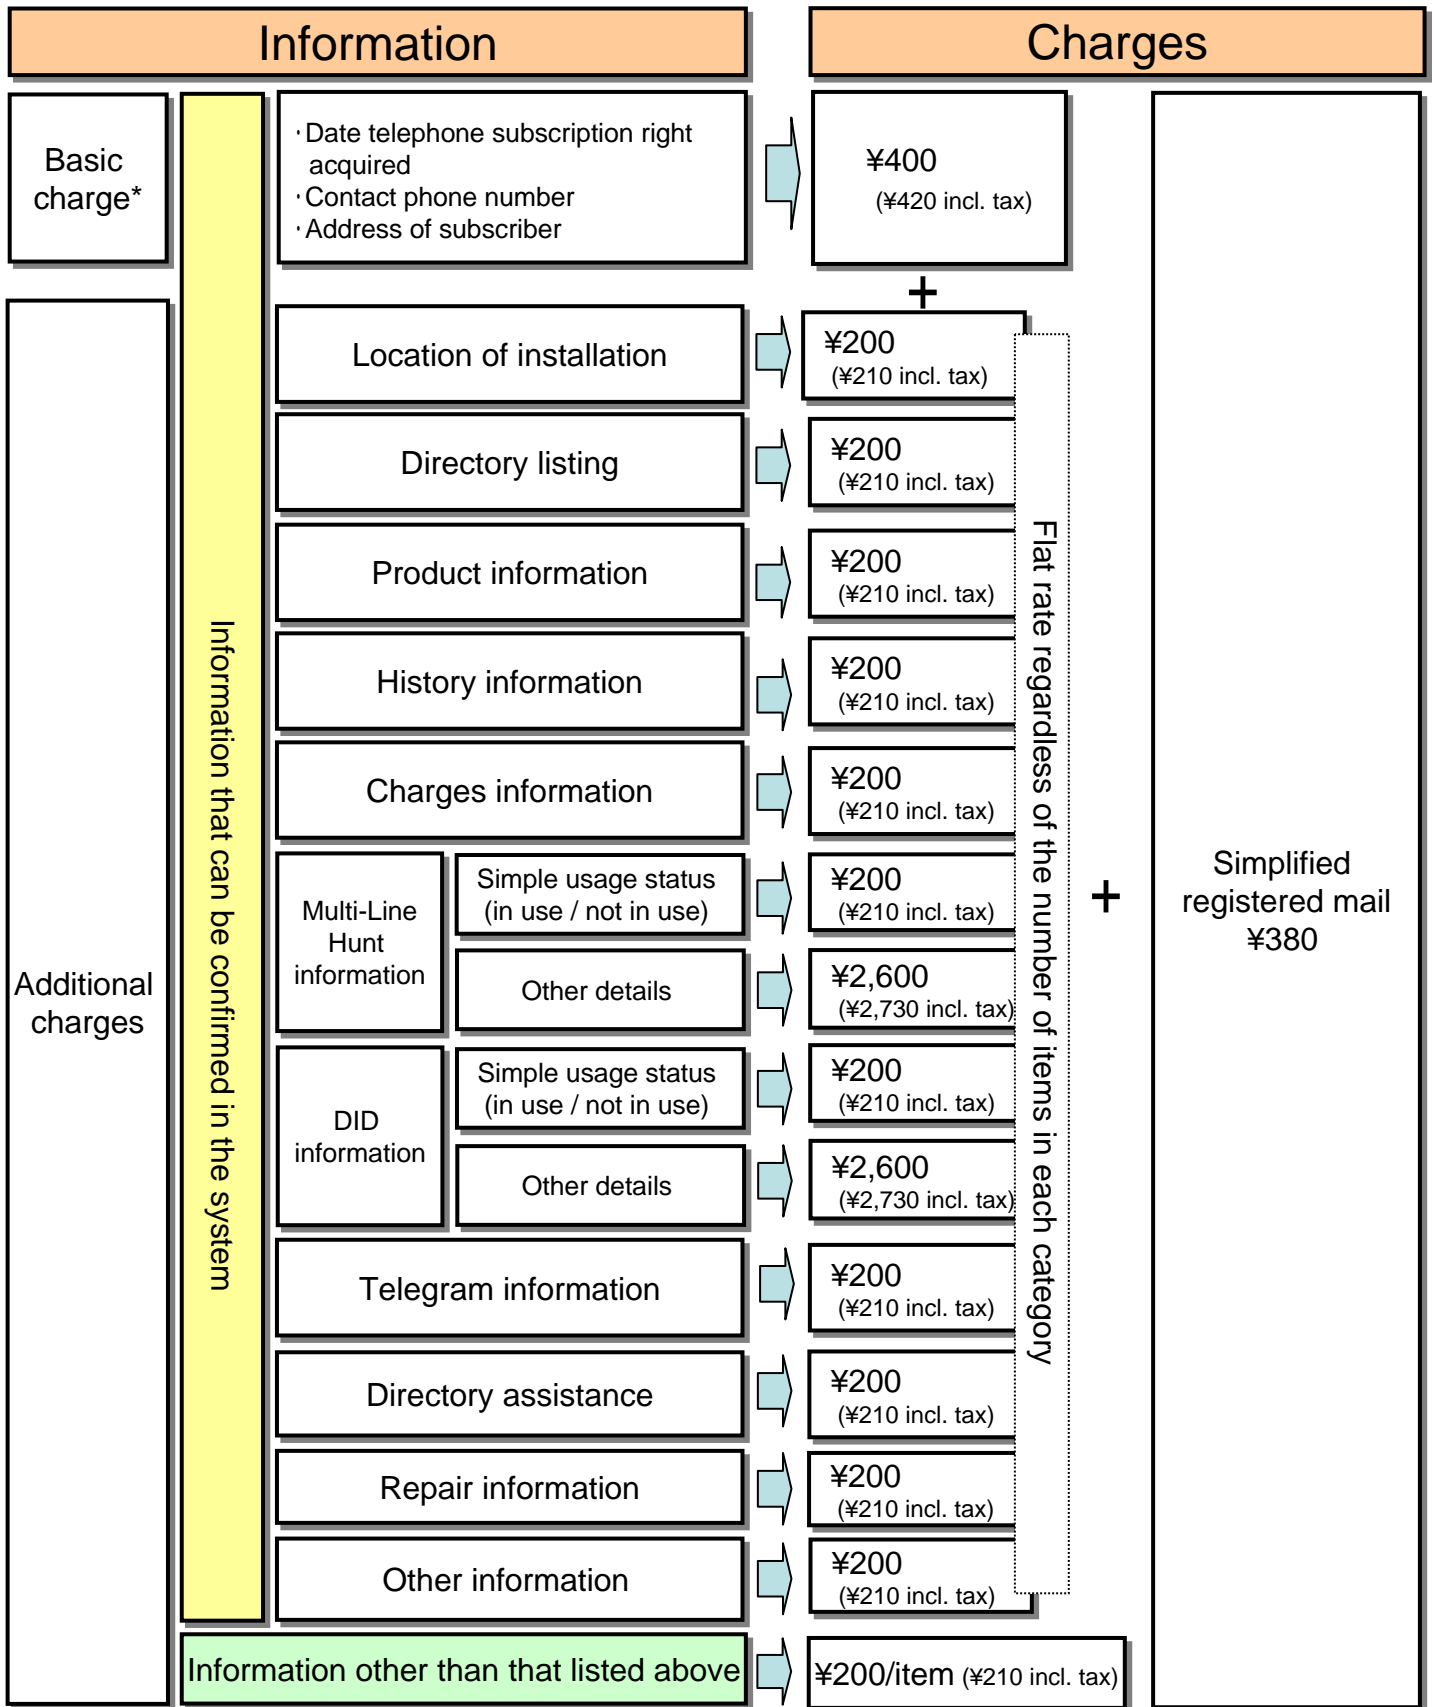 Information
Charges
Basic
charge*
・Date telephone subscription right
acquired
・Contact phone number
・Address of subscriber
¥400
(¥420 incl. tax)
+
Additional
charges
Information that can be confirmed in the system
Location of installation
¥200
(¥210 incl. tax)
Directory listing
¥200
(¥210 incl. tax)
Product information
¥200
(¥210 incl. tax)
History information
¥200
(¥210 incl. tax)
Charges information
¥200
(¥210 incl. tax)
Multi-Line
Hunt
information
Simple usage status
(in use / not in use)
¥200
(¥210 incl. tax)
Other details
¥2,600
(¥2,730 incl. tax)
DID
information
Simple usage status
(in use / not in use)
¥200
(¥210 incl. tax)
Other details
¥2,600
(¥2,730 incl. tax)
Telegram information
¥200
(¥210 incl. tax)
Directory assistance
¥200
(¥210 incl. tax)
Repair information
¥200
(¥210 incl. tax)
Other information
¥200
(¥210 incl. tax)
Flat rate regardless of the number of items in each category
+
Simplified
registered mail
¥380
Information other than that listed above
¥200/item (¥210 incl. tax)